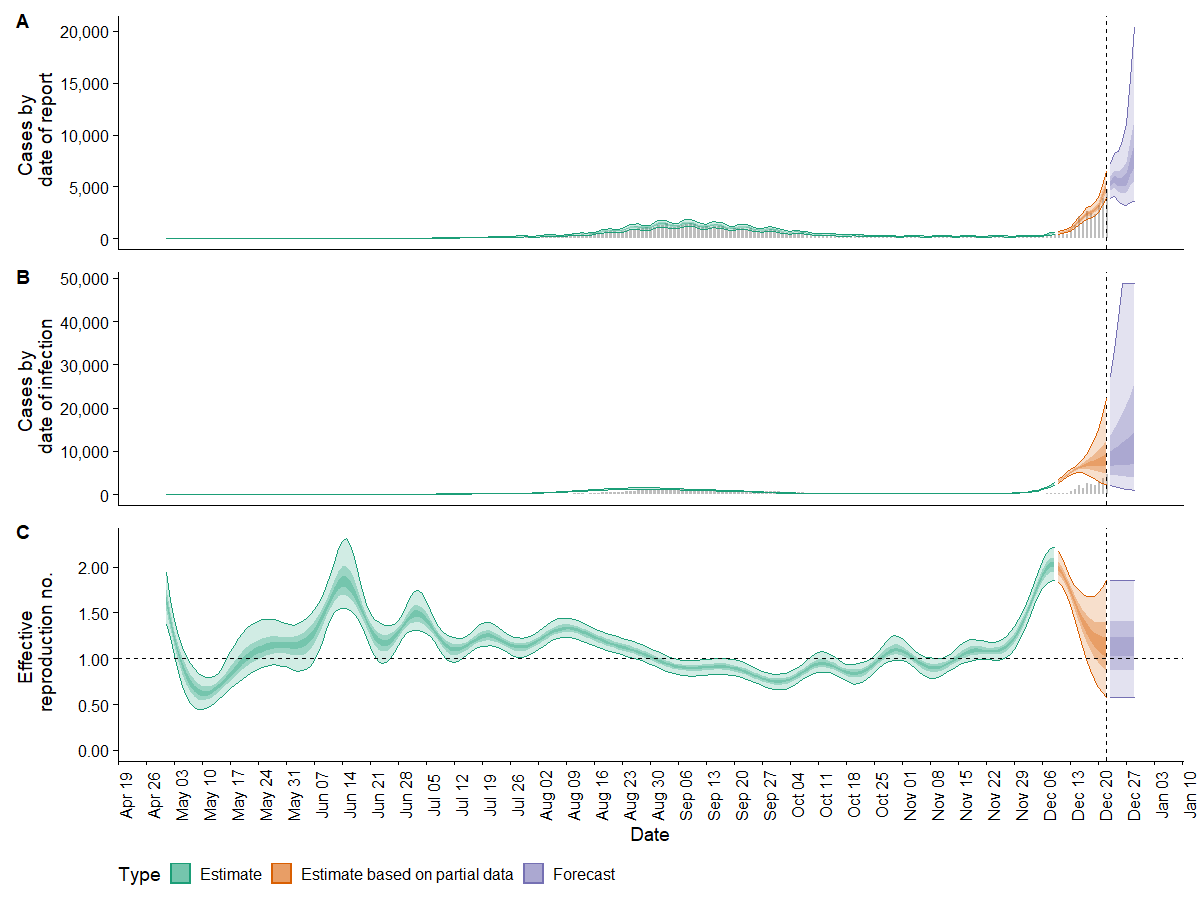 A
Cases by
date of report
20,000
15,000
10,000
5,000
0
B
Cases by
date of infection
50,000
40,000
30,000
20,000
10,000
0
C
Effective
reproduction no.
2.00
1.50
1.00
0.50
0.00
Apr 19
Apr 26
May 03
May 10
May 17
May 24
May 31
Jun 07
Jun 14
Jun 21
Jun 28
Jul 05
Jul 12
Jul 19
Jul 26
Aug 02
Aug 09
Aug 16
Aug 23
Aug 30
Sep 06
Sep 13
Sep 20
Sep 27
Oct 04
Oct 11
Oct 18
Oct 25
Nov 01
Nov 08
Nov 15
Nov 22
Nov 29
Dec 06
Dec 13
Dec 20
Dec 27
Jan 03
Jan 10
Date
Type Estimate Estimate based on partial data Forecast